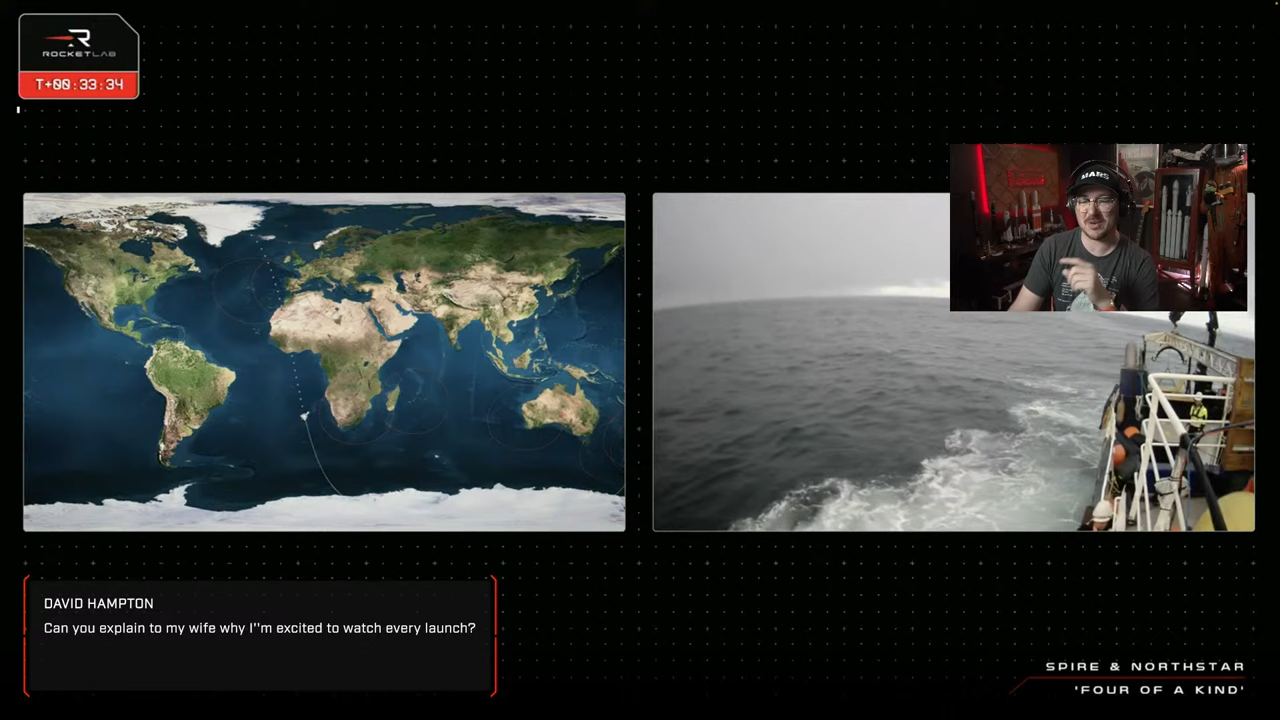 ROCKETLAB
T+00:33:34
MARS
DAVID HAMPTON
Can you explain to my wife why I''m excited to watch every launch?
SPIRE & NORTHSTAR
'FOUR OF A KIND'